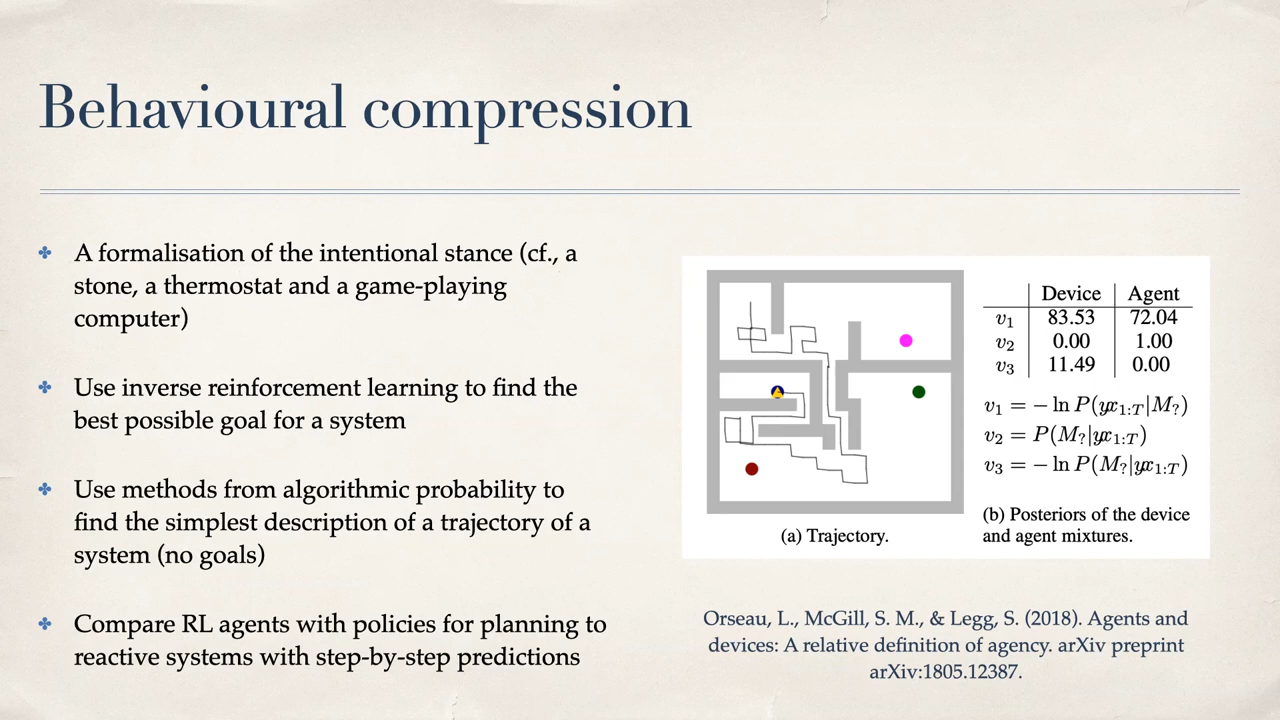 Behavioural compression
✤ A formalisation of the intentional stance (cf., a
stone, a thermostat and a game-playing
computer)
✤ Use inverse reinforcement learning to find the
best possible goal for a system
✤ Use methods from algorithmic probability to
find the simplest description of a trajectory of a
system (no goals)
✤ Compare RL agents with policies for planning to
reactive systems with step-by-step predictions
(a) Trajectory.
Device Agent
v₁ 83.53 72.04
v₂ 0.00 1.00
v₃ 11.49 0.00
v₁ = − ln P(yx₁:T|M?)
v₂ = P(M?|yx₁:T)
v₃ = − ln P(M?|yx₁:T)
(b) Posteriors of the device
and agent mixtures.
Orseau, L., McGill, S. M., & Legg, S. (2018). Agents and
devices: A relative definition of agency. arXiv preprint
arXiv:1805.12387.